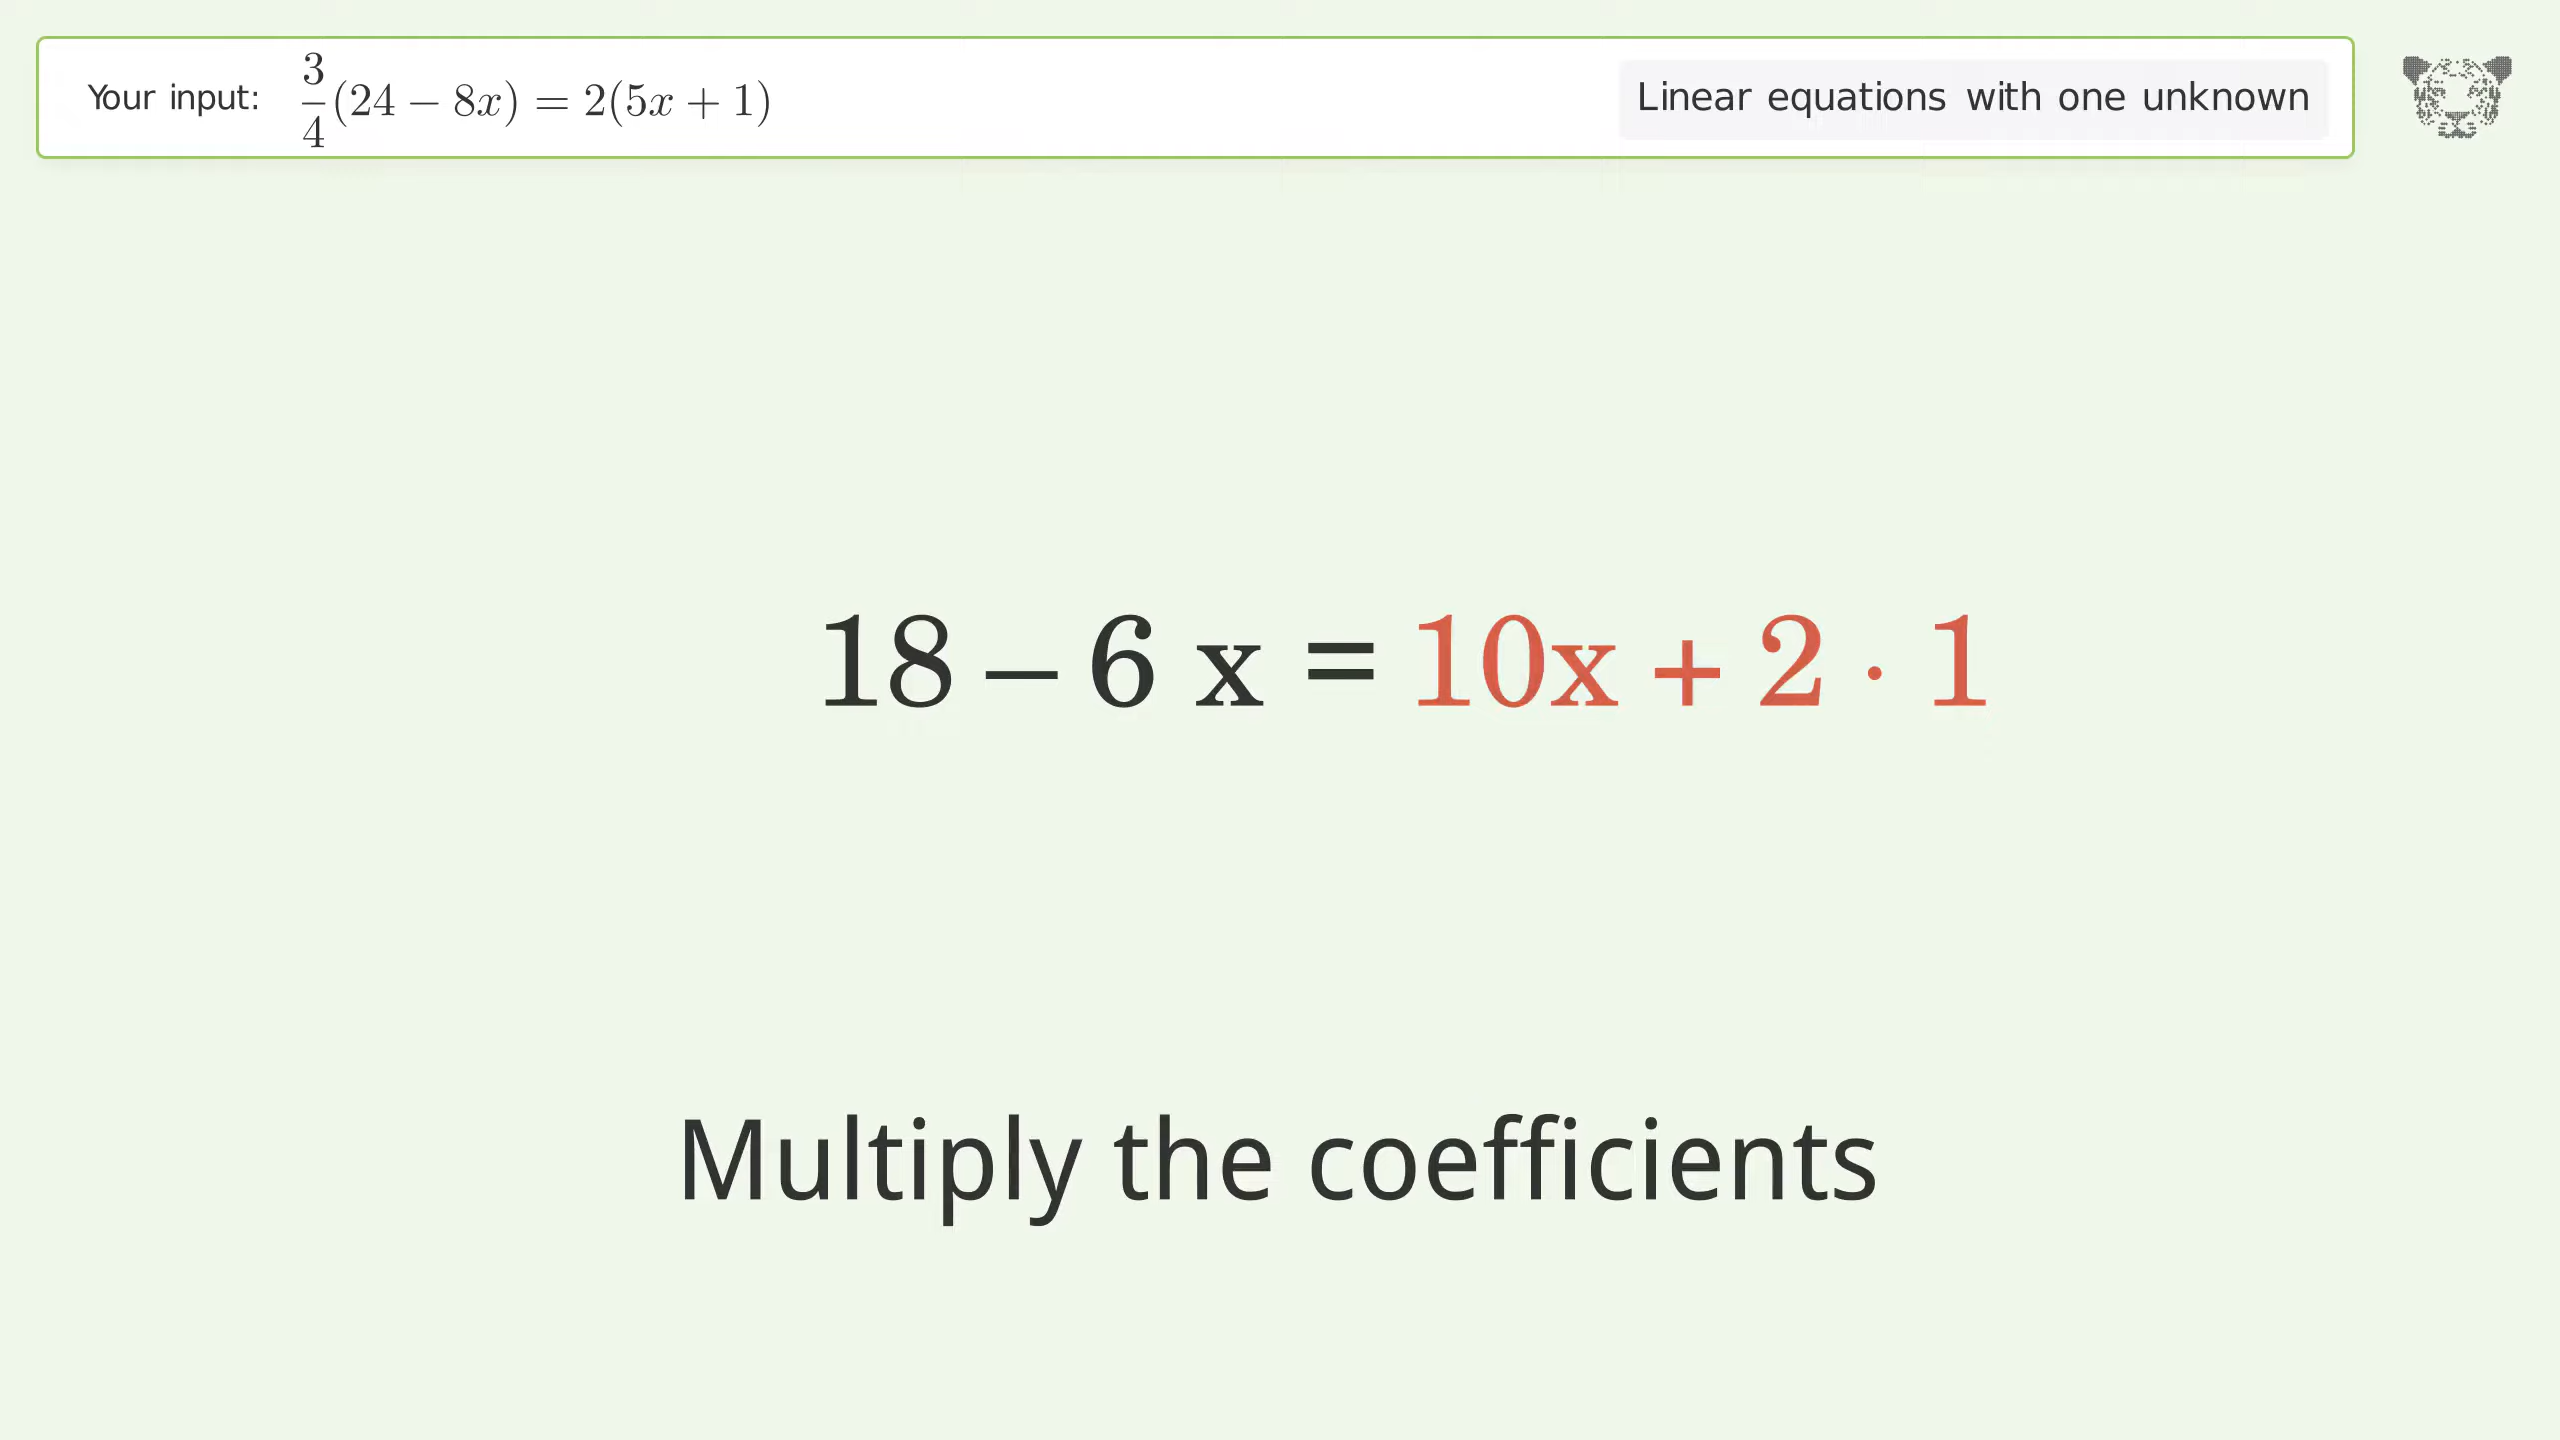 Your input: \frac{3}{4}(24 − 8x) = 2(5x + 1)
Linear equations with one unknown
18 – 6 x = 10x + 2 · 1
Multiply the coefficients